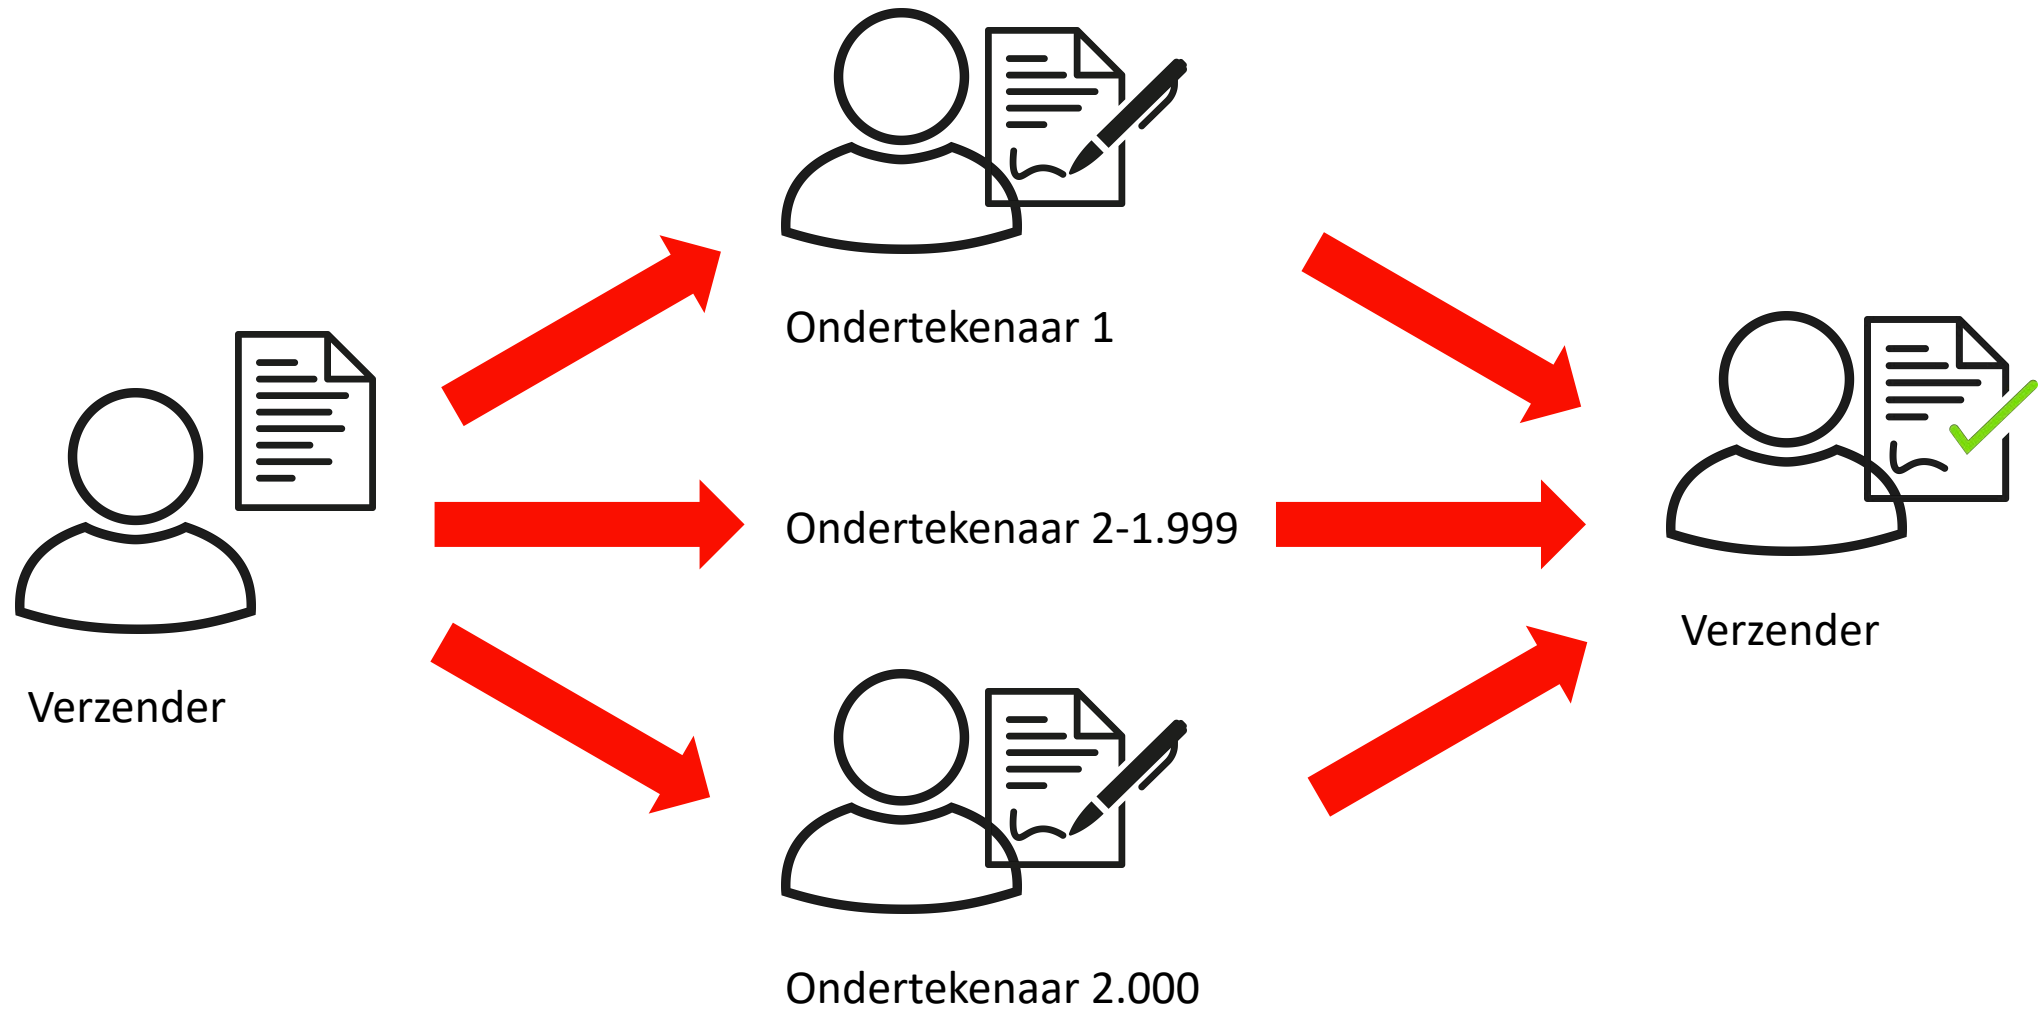 Ondertekenaar 1
Ondertekenaar 2-1.999
Verzender
Verzender
Ondertekenaar 2.000